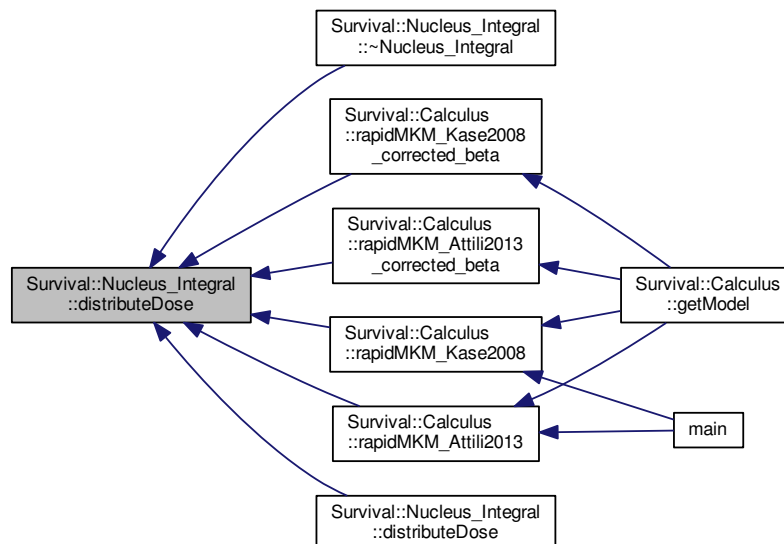 Survival::Nucleus_Integral
::~Nucleus_Integral
Survival::Calculus
::rapidMKM_Kase2008
_corrected_beta
Survival::Calculus
::rapidMKM_Attili2013
_corrected_beta
Survival::Nucleus_Integral
::distributeDose
Survival::Calculus
::getModel
Survival::Calculus
::rapidMKM_Kase2008
Survival::Calculus
::rapidMKM_Attili2013
main
Survival::Nucleus_Integral
::distributeDose